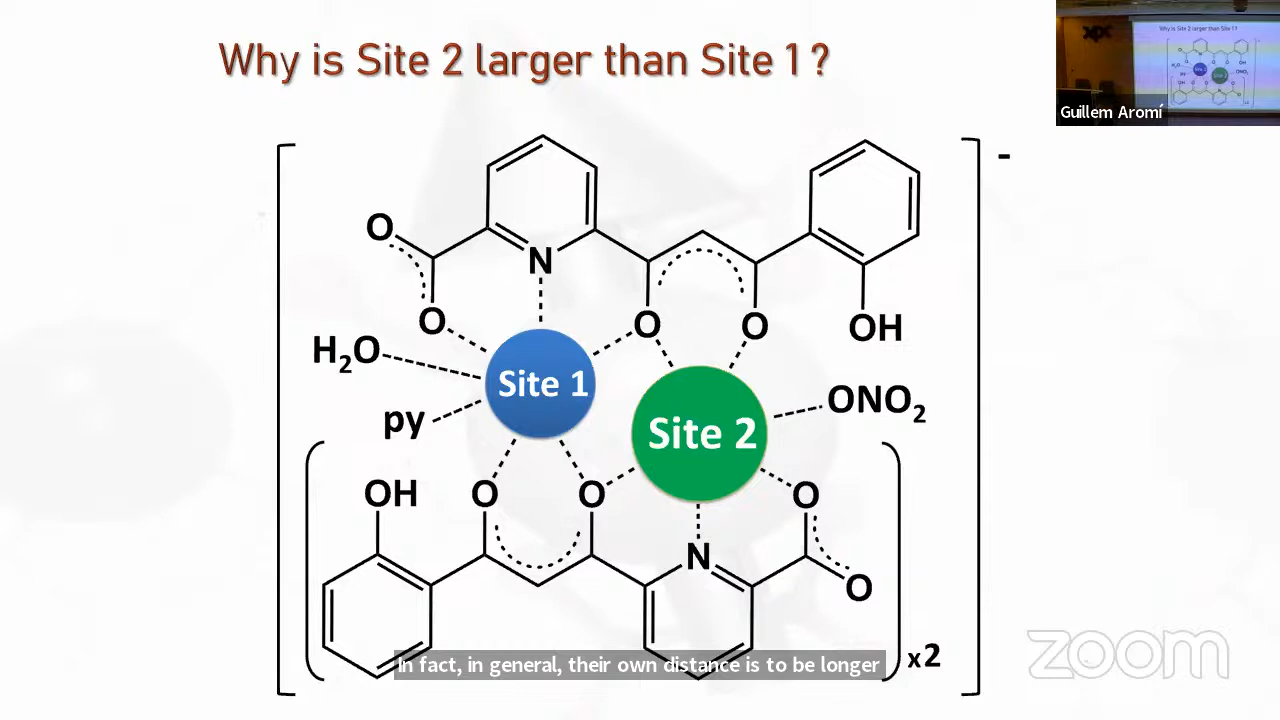 Why is Site 2 larger than Site 1 ?
Guillem Aromí
-
O
N
O
O
O
OH
H₂O
Site 1
py
Site 2
ONO₂
OH
O
O
O
N
O
In fact, in general, their own distance is to be longer
x2
zoom